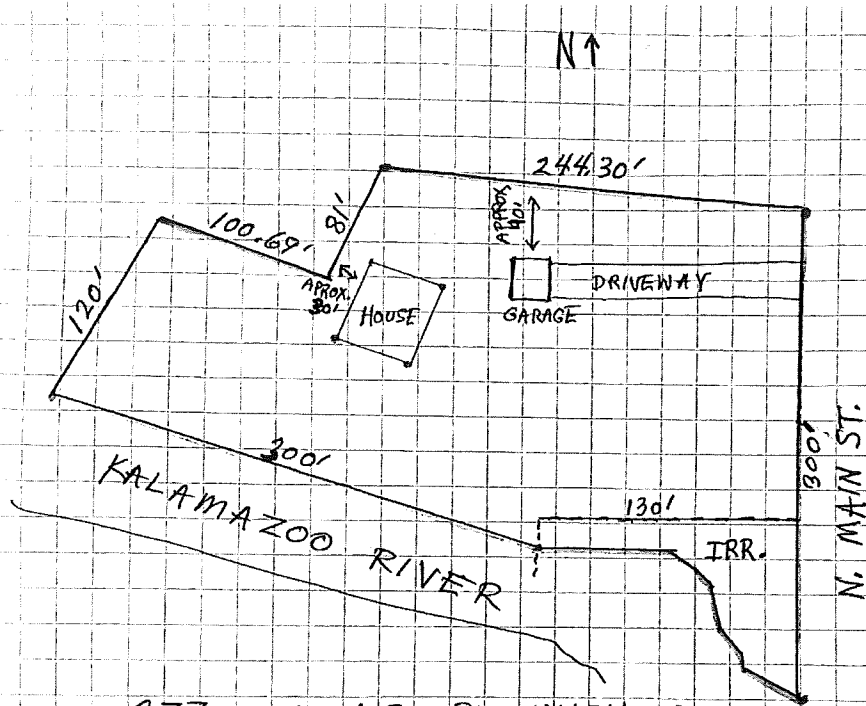 N↑
244.30'
81'
100.69'
APPROX
40'
120'
APROX.
30'
HOUSE
DRIVEWAY
GARAGE
300'
300'
N. MAIN ST.
KALAMAZOO RIVER
130'
IRR.